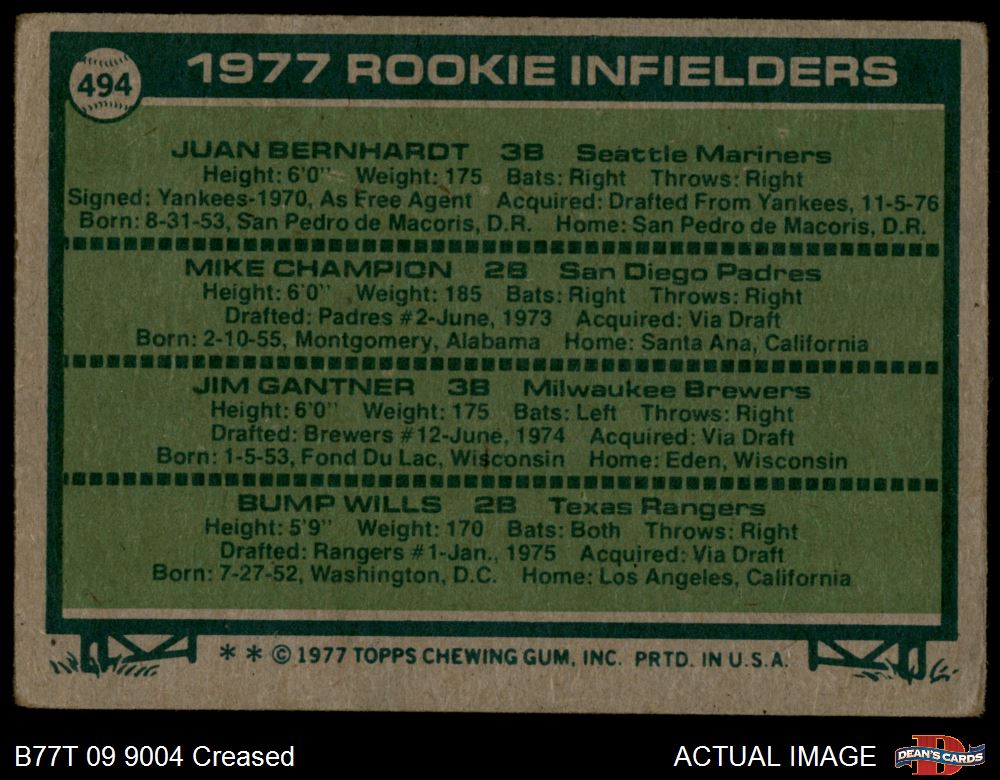 494
1977 ROOKIE INFIELDERS
JUAN BERNHARDT 3B Seattle Mariners
Height: 6'0" Weight: 175 Bats: Right Throws: Right
Signed: Yankees-1970, As Free Agent Acquired: Drafted From Yankees, 11-5-76
Born: 8-31-53, San Pedro de Macoris, D.R. Home: San Pedro de Macoris, D.R.
MIKE CHAMPION 2B San Diego Padres
Height: 6'0" Weight: 185 Bats: Right Throws: Right
Drafted: Padres #2-June, 1973 Acquired: Via Draft
Born: 2-10-55, Montgomery, Alabama Home: Santa Ana, California
JIM GANTNER 3B Milwaukee Brewers
Height: 6'0" Weight: 175 Bats: Left Throws: Right
Drafted: Brewers #12-June, 1974 Acquired: Via Draft
Born: 1-5-53, Fond Du Lac, Wisconsin Home: Eden, Wisconsin
BUMP WILLS 2B Texas Rangers
Height: 5'9" Weight: 170 Bats: Both Throws: Right
Drafted: Rangers #1-Jan., 1975 Acquired: Via Draft
Born: 7-27-52, Washington, D.C. Home: Los Angeles, California
* * © 1977 TOPPS CHEWING GUM, INC. PRTD. IN U.S.A.
B77T 09 9004 Creased ACTUAL IMAGE D DEAN'S CARDS